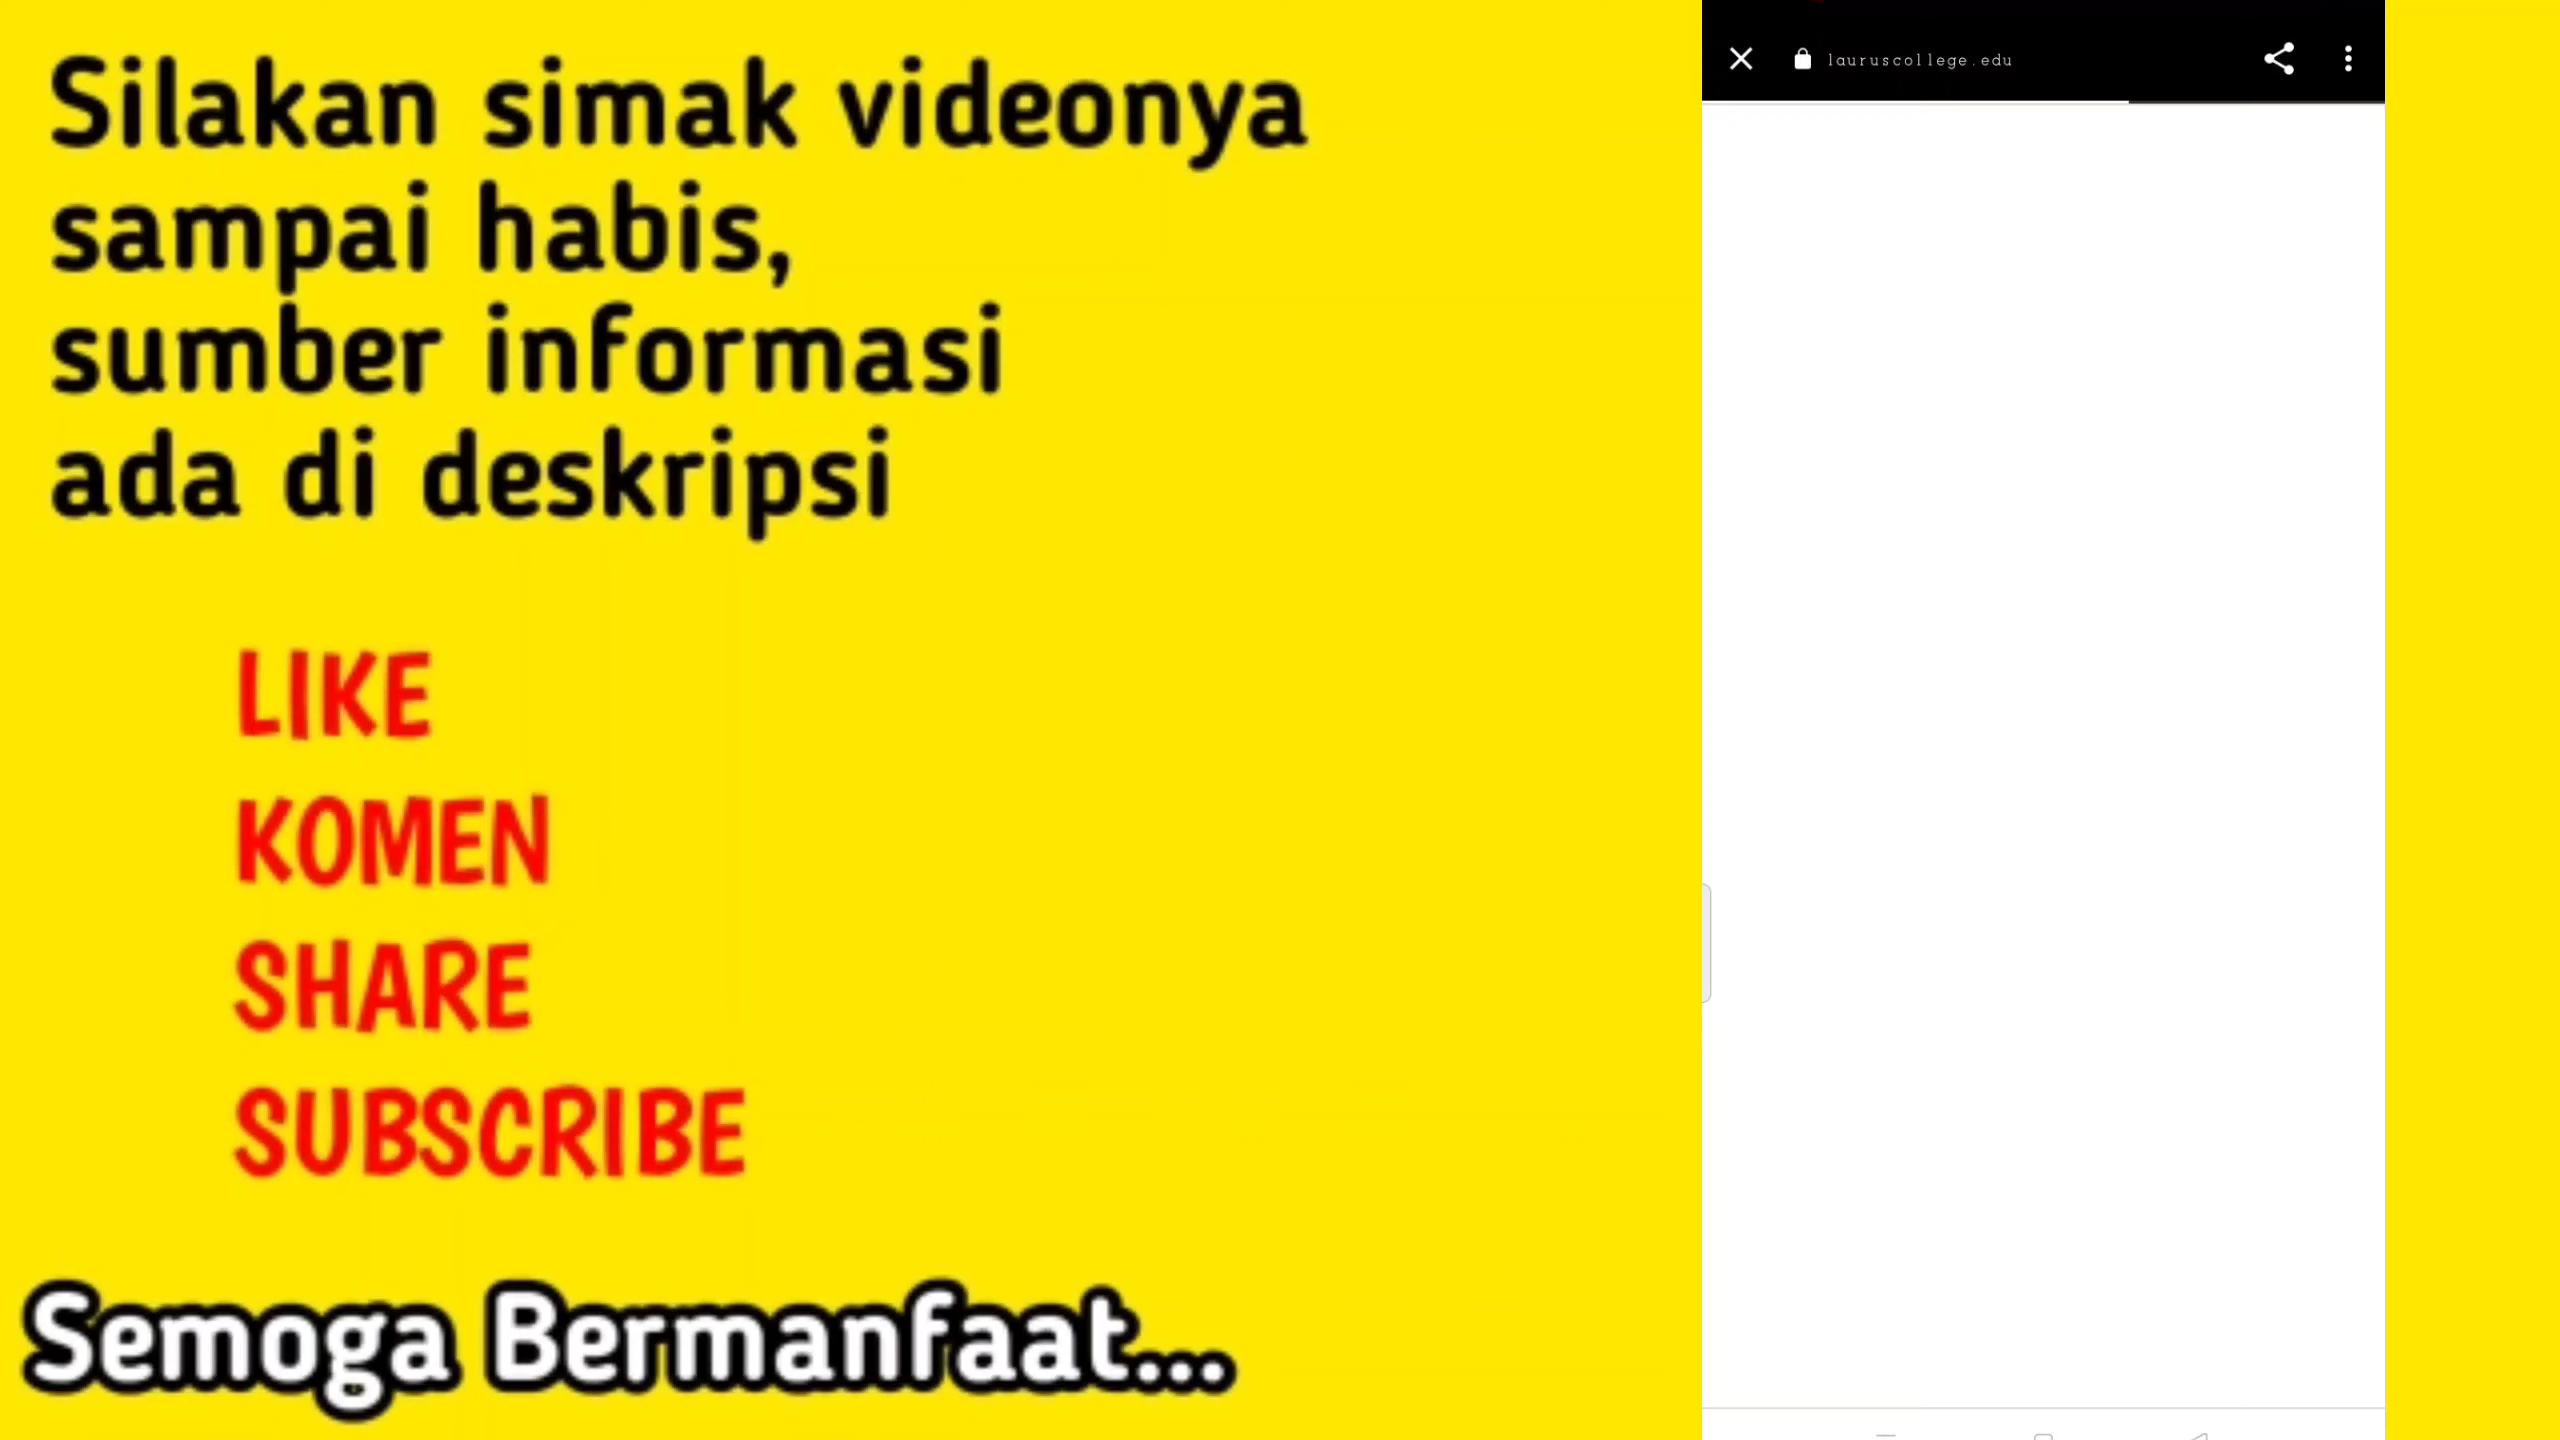 Silakan simak videonya
sampai habis,
sumber informasi
ada di deskripsi
LIKE
KOMEN
SHARE
SUBSCRIBE
Semoga Bermanfaat...
lauruscollege.edu